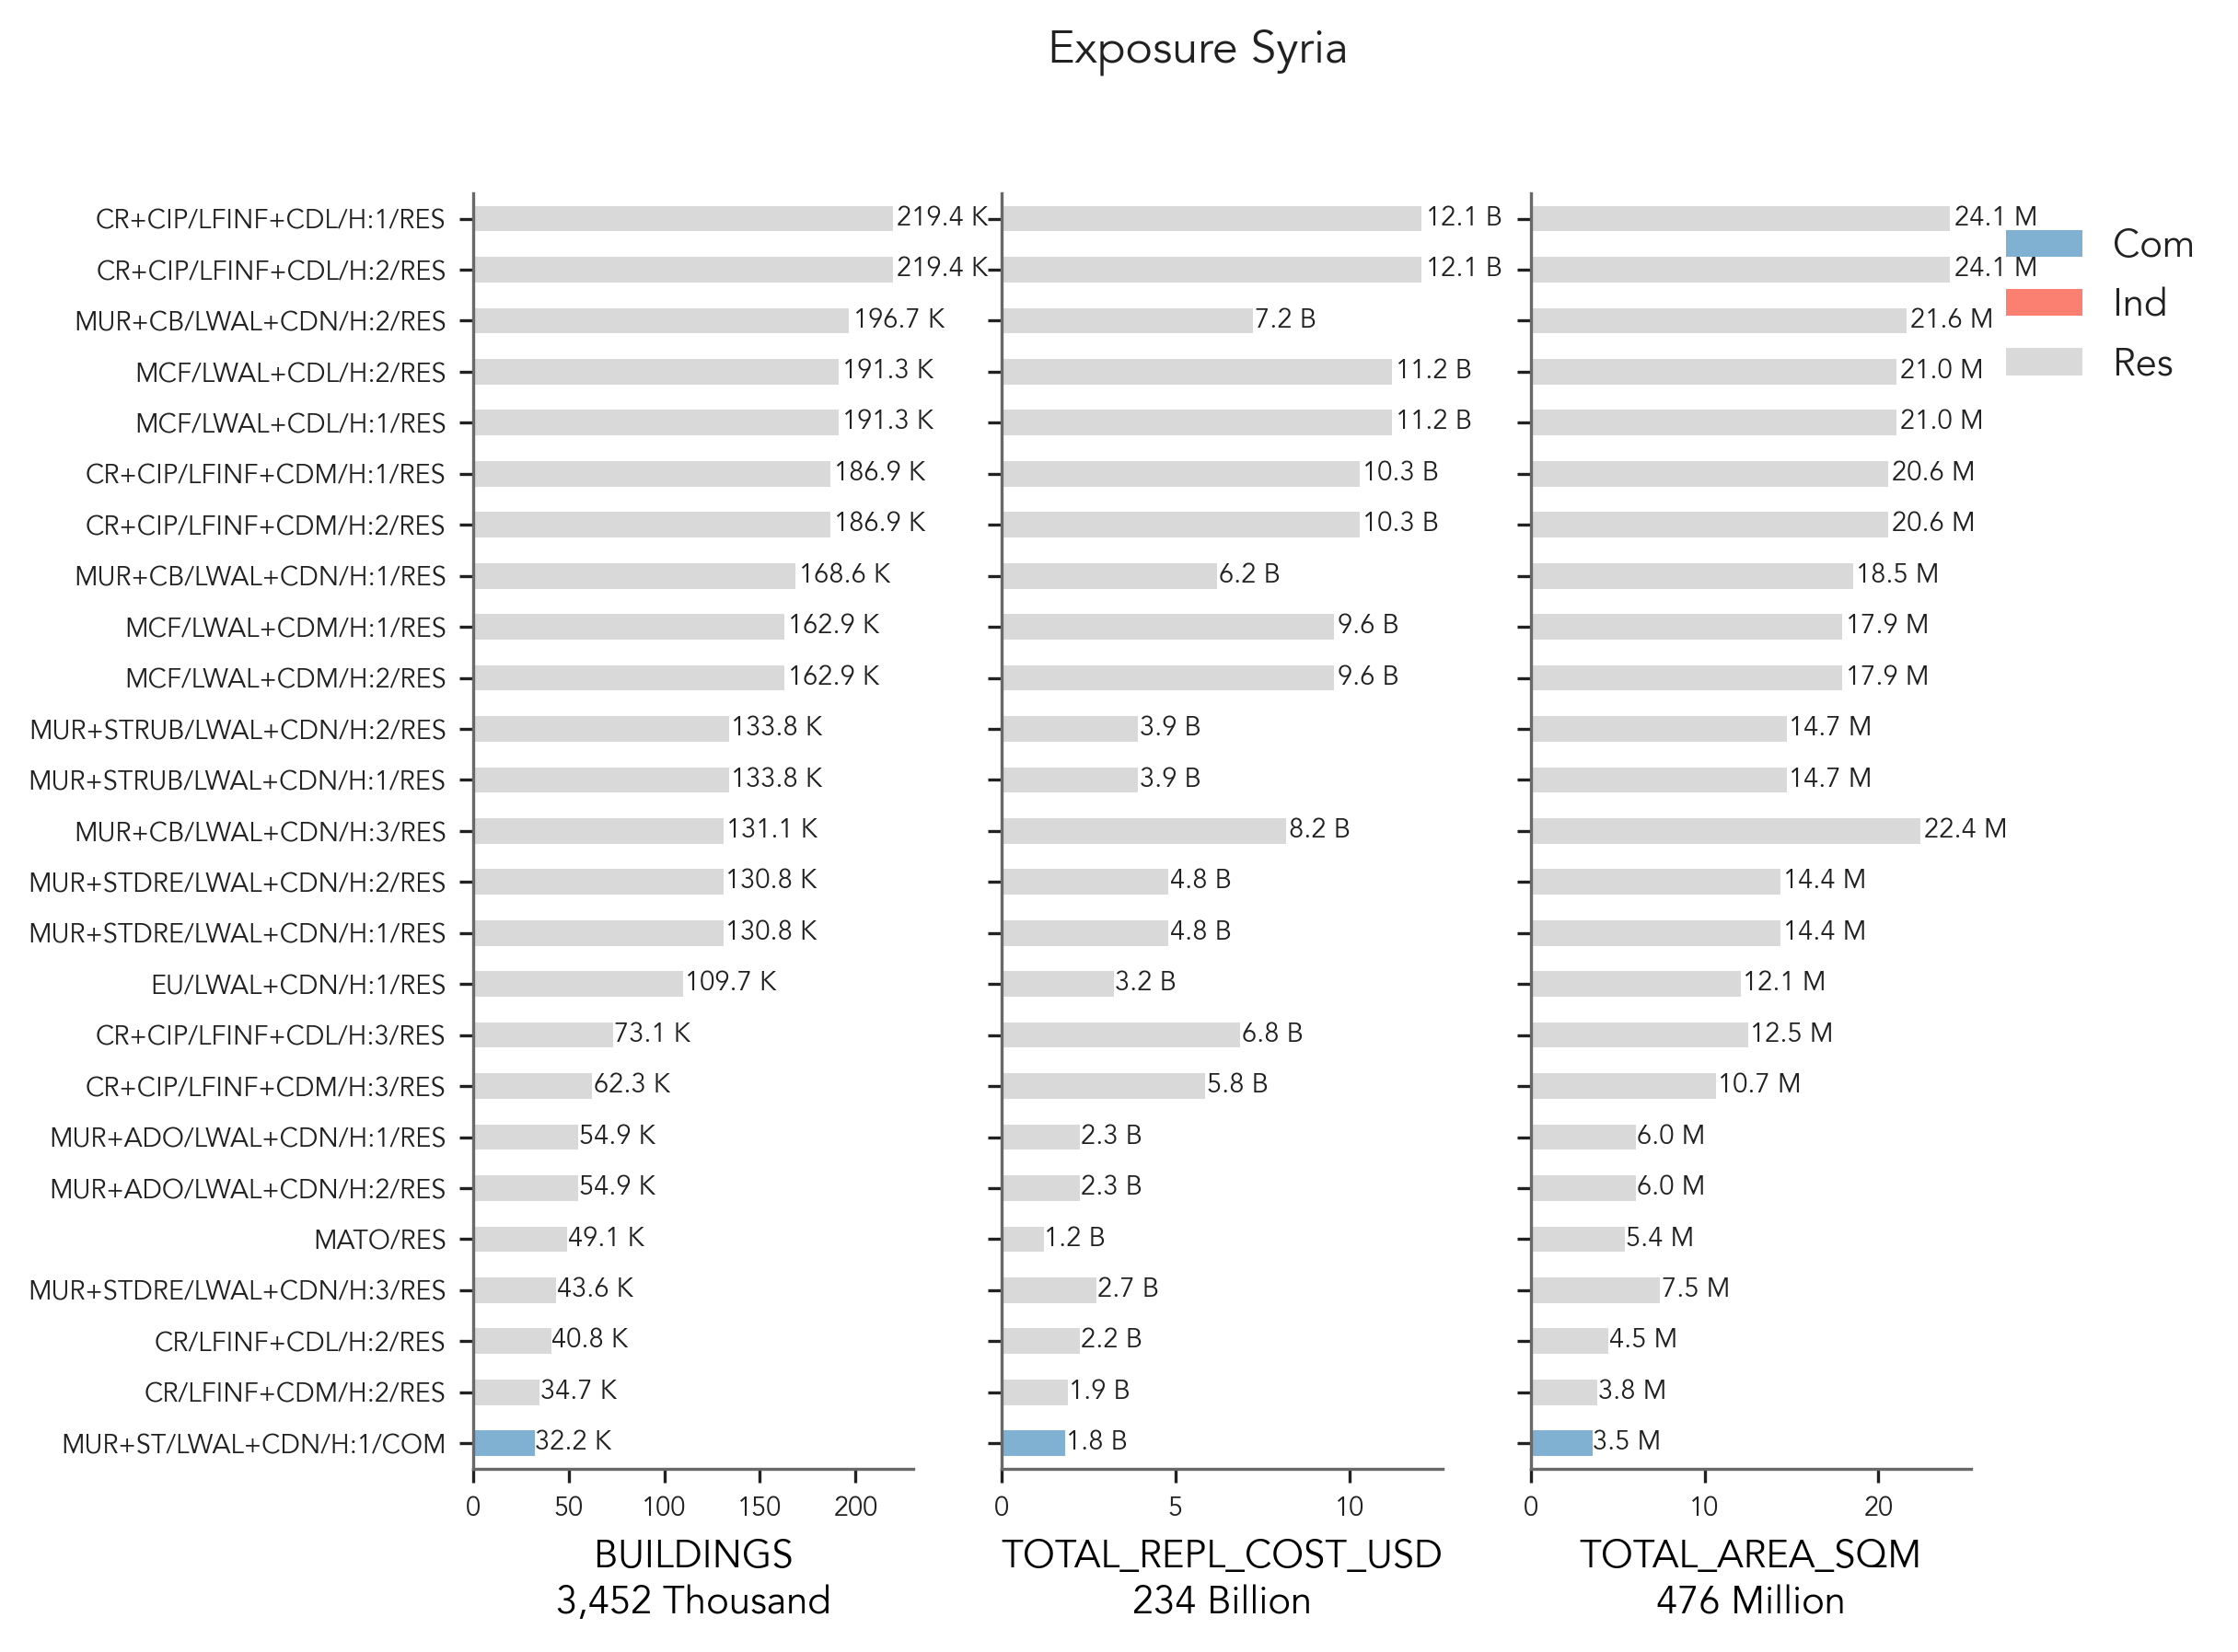 Exposure Syria
CR+CIP/LFINF+CDL/H:1/RES 219.4 K 12.1 B 24.1 M
Com
CR+CIP/LFINF+CDL/H:2/RES 219.4 K 12.1 B 24.1 M
Ind
MUR+CB/LWAL+CDN/H:2/RES 196.7 K 7.2 B 21.6 M
Res
MCF/LWAL+CDL/H:2/RES 191.3 K 11.2 B 21.0 M
MCF/LWAL+CDL/H:1/RES 191.3 K 11.2 B 21.0 M
CR+CIP/LFINF+CDM/H:1/RES 186.9 K 10.3 B 20.6 M
CR+CIP/LFINF+CDM/H:2/RES 186.9 K 10.3 B 20.6 M
MUR+CB/LWAL+CDN/H:1/RES 168.6 K 6.2 B 18.5 M
MCF/LWAL+CDM/H:1/RES 162.9 K 9.6 B 17.9 M
MCF/LWAL+CDM/H:2/RES 162.9 K 9.6 B 17.9 M
MUR+STRUB/LWAL+CDN/H:2/RES 133.8 K 3.9 B 14.7 M
MUR+STRUB/LWAL+CDN/H:1/RES 133.8 K 3.9 B 14.7 M
MUR+CB/LWAL+CDN/H:3/RES 131.1 K 8.2 B 22.4 M
MUR+STDRE/LWAL+CDN/H:2/RES 130.8 K 4.8 B 14.4 M
MUR+STDRE/LWAL+CDN/H:1/RES 130.8 K 4.8 B 14.4 M
EU/LWAL+CDN/H:1/RES 109.7 K 3.2 B 12.1 M
CR+CIP/LFINF+CDL/H:3/RES 73.1 K 6.8 B 12.5 M
CR+CIP/LFINF+CDM/H:3/RES 62.3 K 5.8 B 10.7 M
MUR+ADO/LWAL+CDN/H:1/RES 54.9 K 2.3 B 6.0 M
MUR+ADO/LWAL+CDN/H:2/RES 54.9 K 2.3 B 6.0 M
MATO/RES 49.1 K 1.2 B 5.4 M
MUR+STDRE/LWAL+CDN/H:3/RES 43.6 K 2.7 B 7.5 M
CR/LFINF+CDL/H:2/RES 40.8 K 2.2 B 4.5 M
CR/LFINF+CDM/H:2/RES 34.7 K 1.9 B 3.8 M
MUR+ST/LWAL+CDN/H:1/COM 32.2 K 1.8 B 3.5 M
0 50 100 150 200 0 5 10 0 10 20
BUILDINGS TOTAL_REPL_COST_USD TOTAL_AREA_SQM
3,452 Thousand 234 Billion 476 Million